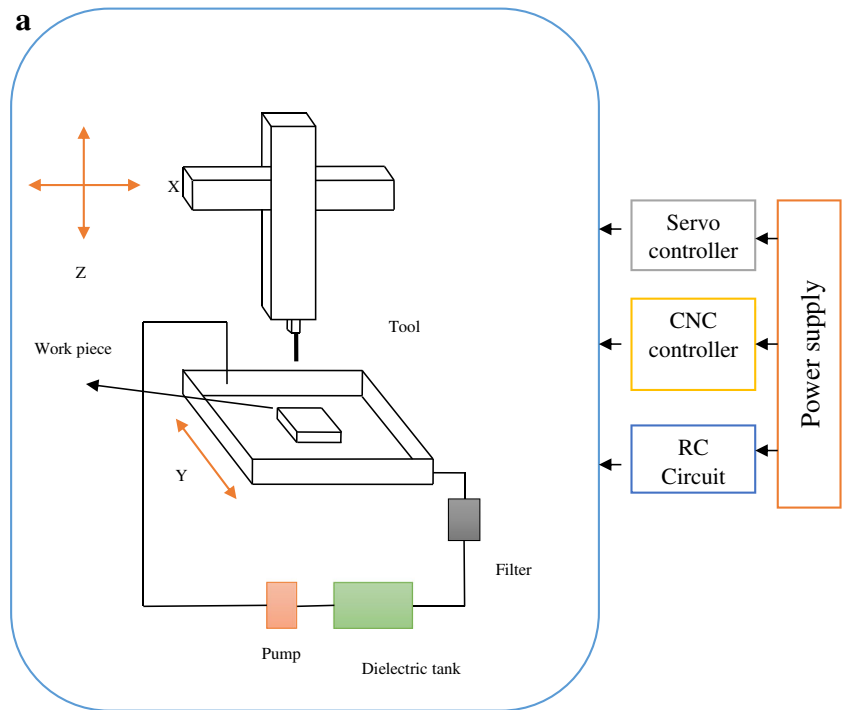 a
X
Z
Tool
Work piece
Y
Filter
Pump
Dielectric tank
Servo
controller
CNC
controller
RC
Circuit
Power supply